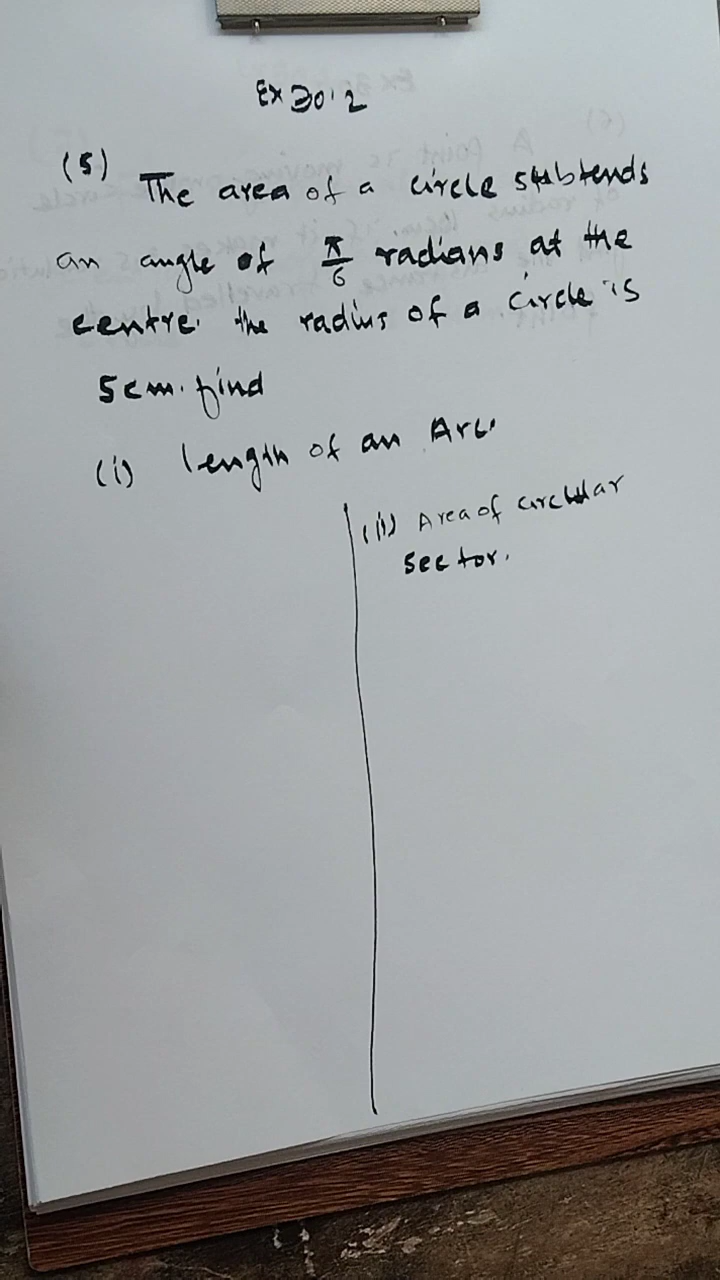 Ex 30.2
(5) The area of a circle subtends
an angle of π/6 radians at the
centre. the radius of a circle is
5cm. find
(i) length of an Arc.
(ii) Area of circular
sector.